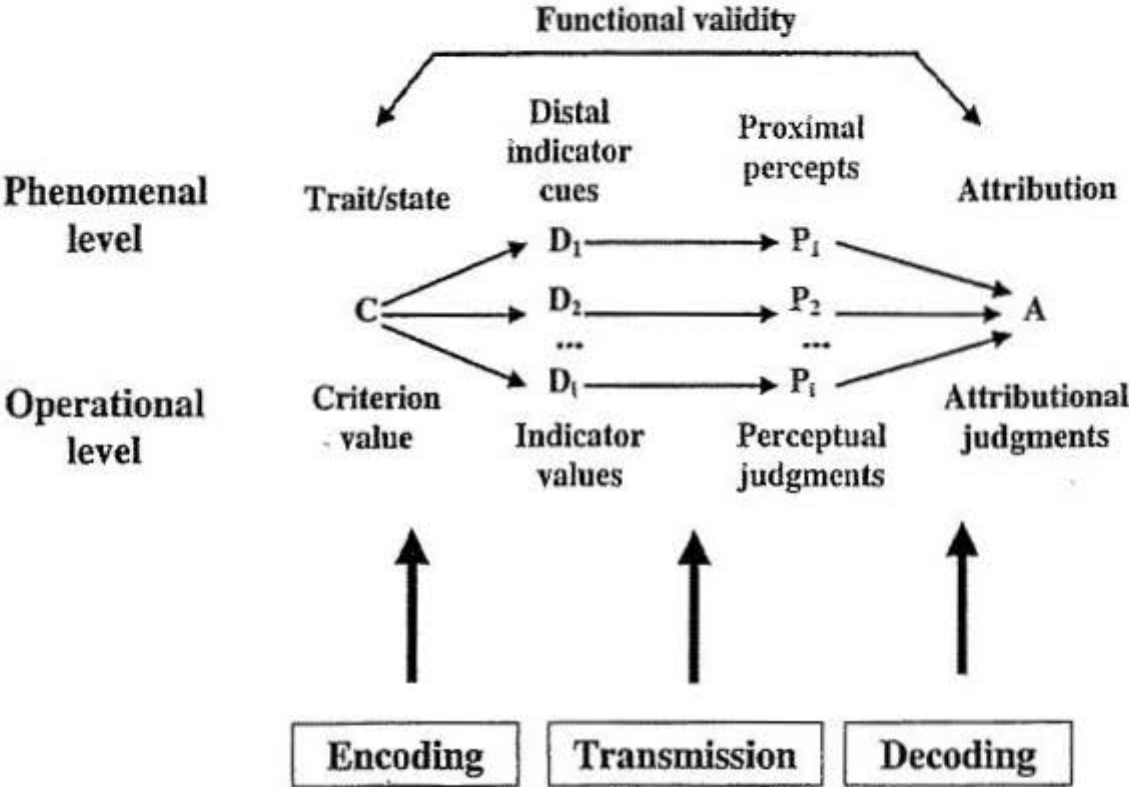 Functional validity
Distal
indicator
cues
Proximal
percepts
Phenomenal
level
Trait/state
Attribution
D1
P1
C
D2
P2
A
...
...
Di
Pi
Operational
level
Criterion
value
Indicator
values
Perceptual
judgments
Attributional
judgments
Encoding
Transmission
Decoding